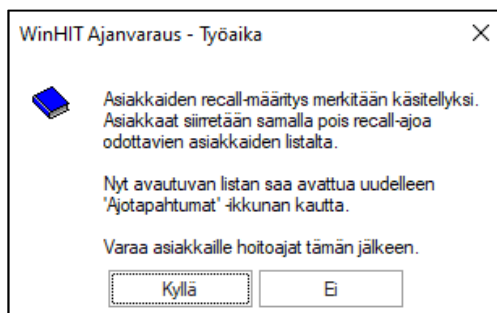 WinHIT Ajanvaraus - Työaika
Asiakkaiden recall-määritys merkitään käsitellyksi.
Asiakkaat siirretään samalla pois recall-ajoa
odottavien asiakkaiden listalta.
Nyt avautuvan listan saa avattua uudelleen
'Ajotapahtumat' -ikkunan kautta.
Varaa asiakkaille hoitoajat tämän jälkeen.
Kyllä
Ei